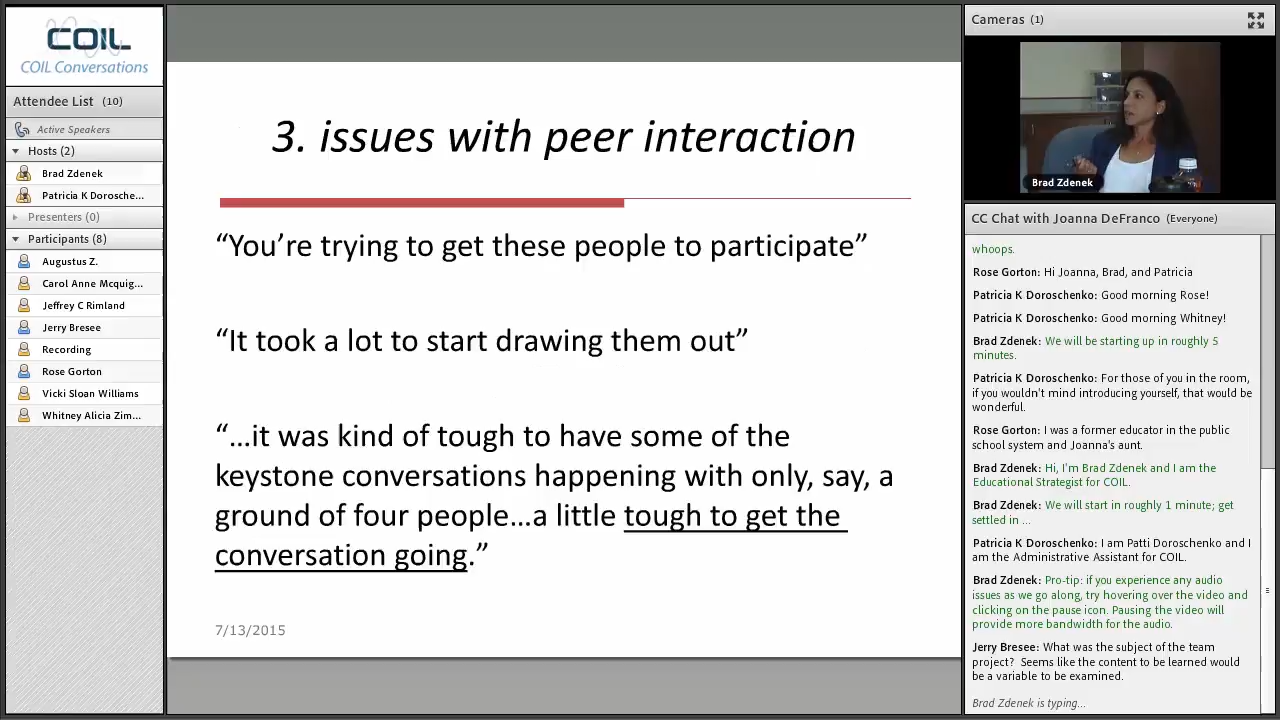 COIL
COIL Conversations
Attendee List (10)
Active Speakers
Hosts (2)
Brad Zdenek
Patricia K Dorosche...
Presenters (0)
Participants (8)
Augustus Z.
Carol Anne Mcquig...
Jeffrey C Rimland
Jerry Bresee
Recording
Rose Gorton
Vicki Sloan Williams
Whitney Alicia Zim...
3. issues with peer interaction
“You’re trying to get these people to participate”
“It took a lot to start drawing them out”
“…it was kind of tough to have some of the
keystone conversations happening with only, say, a
ground of four people…a little tough to get the
conversation going.”
7/13/2015
Cameras (1)
Brad Zdenek
CC Chat with Joanna DeFranco (Everyone)
whoops.
Rose Gorton: Hi Joanna, Brad, and Patricia
Patricia K Doroschenko: Good morning Rose!
Patricia K Doroschenko: Good morning Whitney!
Brad Zdenek: We will be starting up in roughly 5
minutes.
Patricia K Doroschenko: For those of you in the room,
if you wouldn't mind introducing yourself, that would be
wonderful.
Rose Gorton: I was a former educator in the public
school system and Joanna's aunt.
Brad Zdenek: Hi, I'm Brad Zdenek and I am the
Educational Strategist for COIL.
Brad Zdenek: We will start in roughly 1 minute; get
settled in ...
Patricia K Doroschenko: I am Patti Doroschenko and I
am the Administrative Assistant for COIL.
Brad Zdenek: Pro-tip: if you experience any audio
issues as we go along, try hovering over the video and
clicking on the pause icon. Pausing the video will
provide more bandwidth for the audio.
Jerry Bresee: What was the subject of the team
project? Seems like the content to be learned would
be a variable to be examined.
Brad Zdenek is typing...